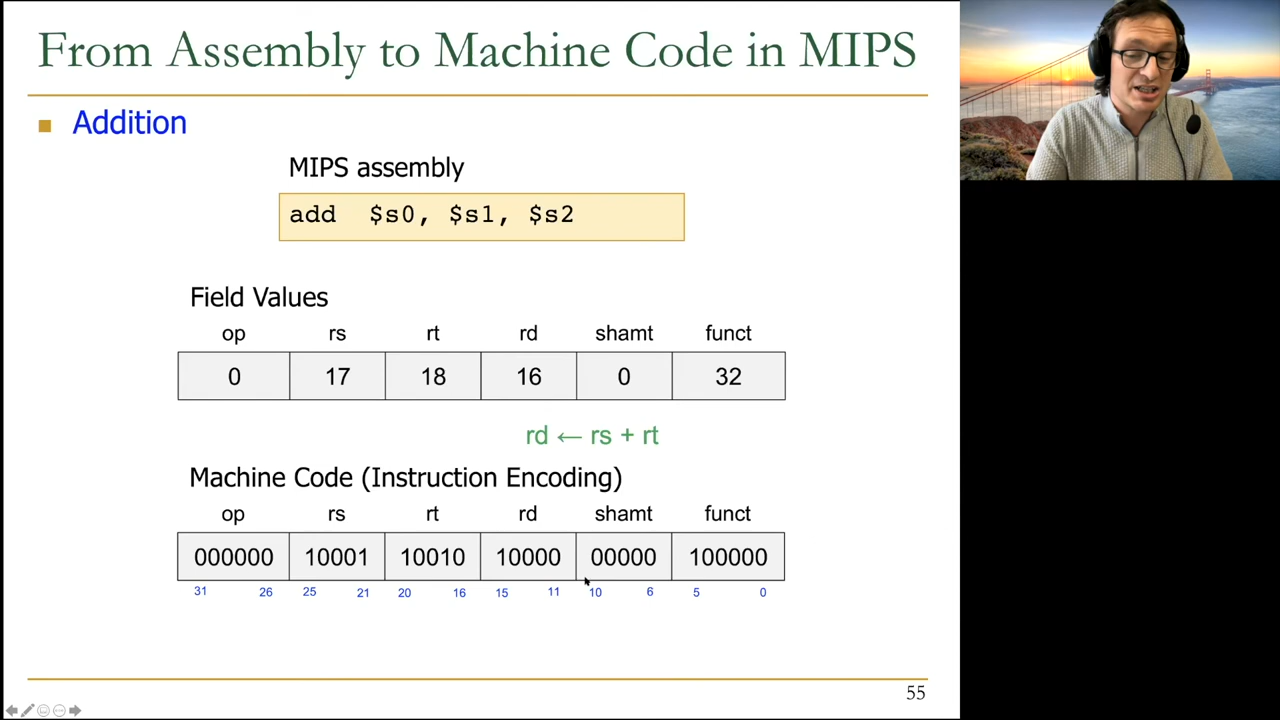 From Assembly to Machine Code in MIPS
Addition
MIPS assembly
add $s0, $s1, $s2
Field Values
op rs rt rd shamt funct
0 17 18 16 0 32
rd ← rs + rt
Machine Code (Instruction Encoding)
op rs rt rd shamt funct
000000 10001 10010 10000 00000 100000
31 26 25 21 20 16 15 11 10 6 5 0
55